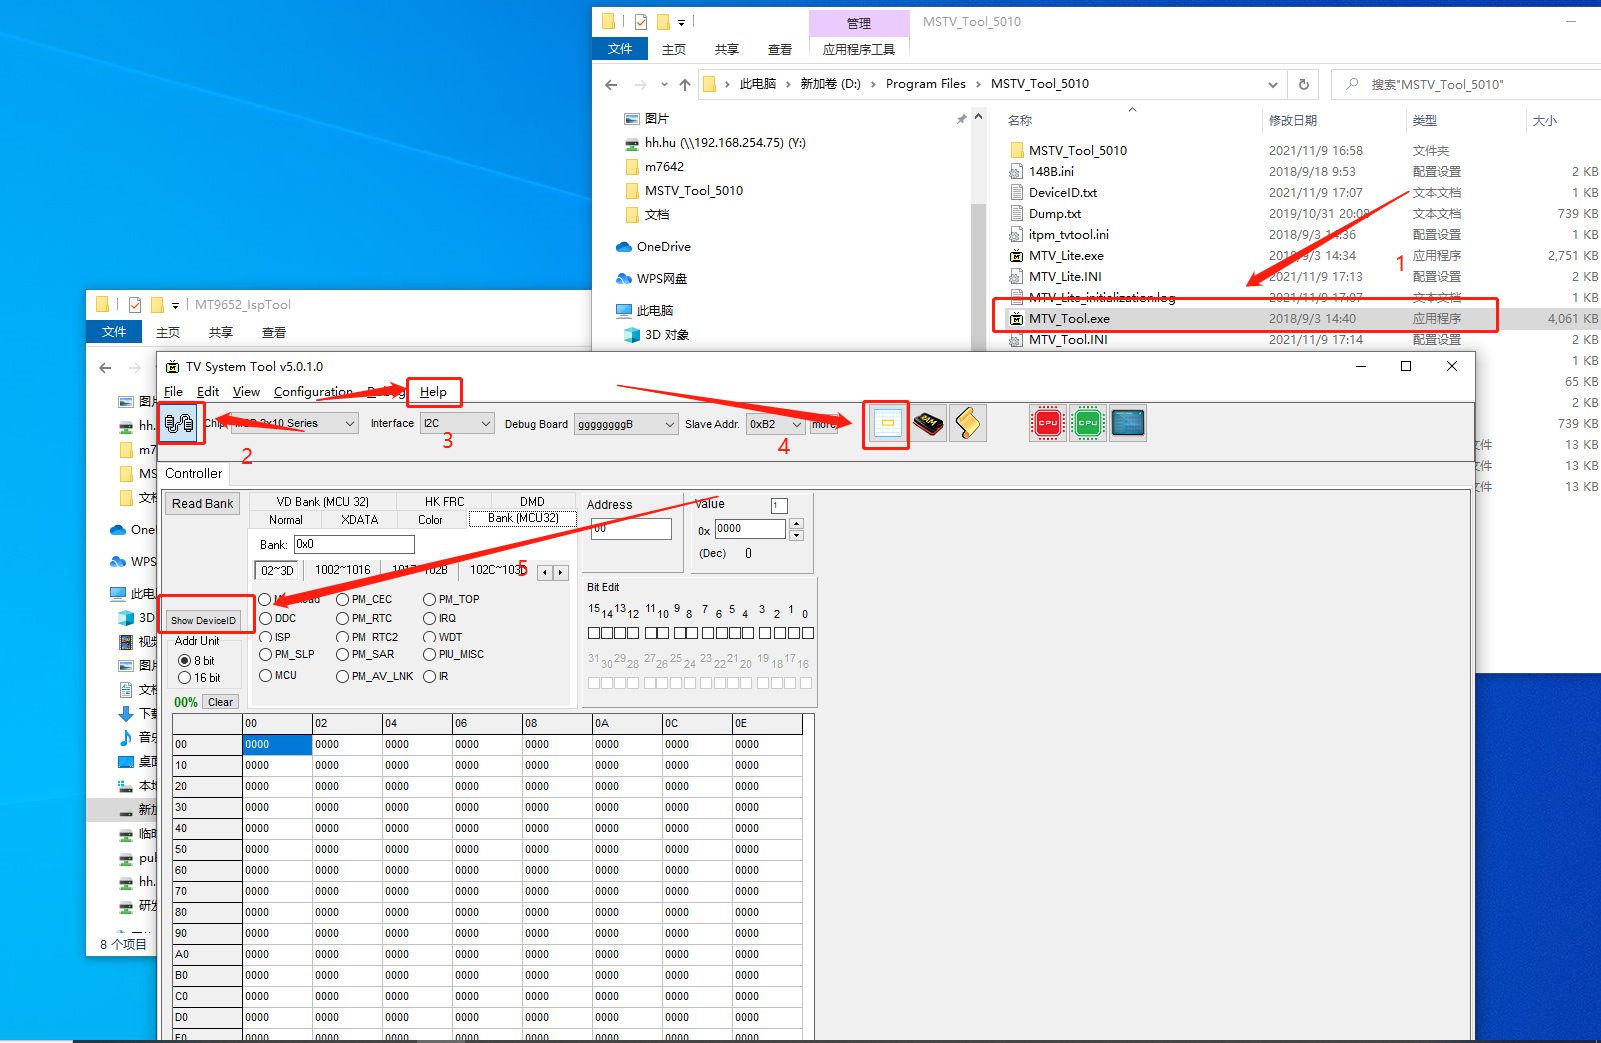 管理
MSTV_Tool_5010
文件
主页
共享
查看
应用程序工具
此电脑
新加卷 (D:)
Program Files
MSTV_Tool_5010
搜索"MSTV_Tool_5010"
图片
hh.hu (\\192.168.254.75) (Y:)
m7642
MSTV_Tool_5010
文档
OneDrive
WPS网盘
此电脑
3D 对象
名称 修改日期 类型 大小
MSTV_Tool_5010 2021/11/9 16:58 文件夹
148B.ini 2018/9/18 9:53 配置设置 2 KB
DeviceID.txt 2021/11/9 17:07 文本文档 1 KB
Dump.txt 2019/10/31 20:08 文本文档 739 KB
itpm_tvtool.ini 2018/9/3 14:36 配置设置 1 KB
MTV_Lite.exe 2018/9/3 14:34 应用程序 2,751 KB
1
MTV_Lite.INI 2021/11/9 17:13 配置设置 2 KB
MTV_Lite_initialization.log 2021/11/9 17:07 文本文档 1 KB
MTV_Tool.exe 2018/9/3 14:40 应用程序 4,061 KB
MTV_Tool.INI 2021/11/9 17:14 配置设置 2 KB
1 KB
65 KB
2 KB
739 KB
文件 13 KB
文件 13 KB
文件 13 KB
MT9652_IspTool
文件
主页
共享
查看
图片
hh.
m7
MS
文档
One
WPS
此电
3D
视频
图片
文档
下载
音乐
桌面
本地
新加
临时
pub
hh.
研发
8 个项目
TV System Tool v5.0.1.0
File Edit View Configuration Debug Help
Chip Series
Interface I2C
Debug Board ggggggggB
Slave Addr. 0xB2 more
2
3
4
CPU
CPU
Controller
Read Bank
VD Bank (MCU 32) HK FRC DMD
Normal XDATA Color Bank (MCU32)
Bank: 0x0
02~3D 1002~1016 1017~102B 102C~103D
5
PM_CEC PM_TOP
DDC PM_RTC IRQ
ISP PM_RTC2 WDT
PM_SLP PM_SAR PIU_MISC
MCU PM_AV_LNK IR
Show DeviceID
Addr Unit
8 bit
16 bit
00% Clear
Address
00
Value 1
0x 0000
(Dec) 0
Bit Edit
15 14 13 12 11 10 9 8 7 6 5 4 3 2 1 0
31 30 29 28 27 26 25 24 23 22 21 20 19 18 17 16
00 02 04 06 08 0A 0C 0E
00 0000 0000 0000 0000 0000 0000 0000 0000
10 0000 0000 0000 0000 0000 0000 0000 0000
20 0000 0000 0000 0000 0000 0000 0000 0000
30 0000 0000 0000 0000 0000 0000 0000 0000
40 0000 0000 0000 0000 0000 0000 0000 0000
50 0000 0000 0000 0000 0000 0000 0000 0000
60 0000 0000 0000 0000 0000 0000 0000 0000
70 0000 0000 0000 0000 0000 0000 0000 0000
80 0000 0000 0000 0000 0000 0000 0000 0000
90 0000 0000 0000 0000 0000 0000 0000 0000
A0 0000 0000 0000 0000 0000 0000 0000 0000
B0 0000 0000 0000 0000 0000 0000 0000 0000
C0 0000 0000 0000 0000 0000 0000 0000 0000
D0 0000 0000 0000 0000 0000 0000 0000 0000
E0 0000 0000 0000 0000 0000 0000 0000 0000